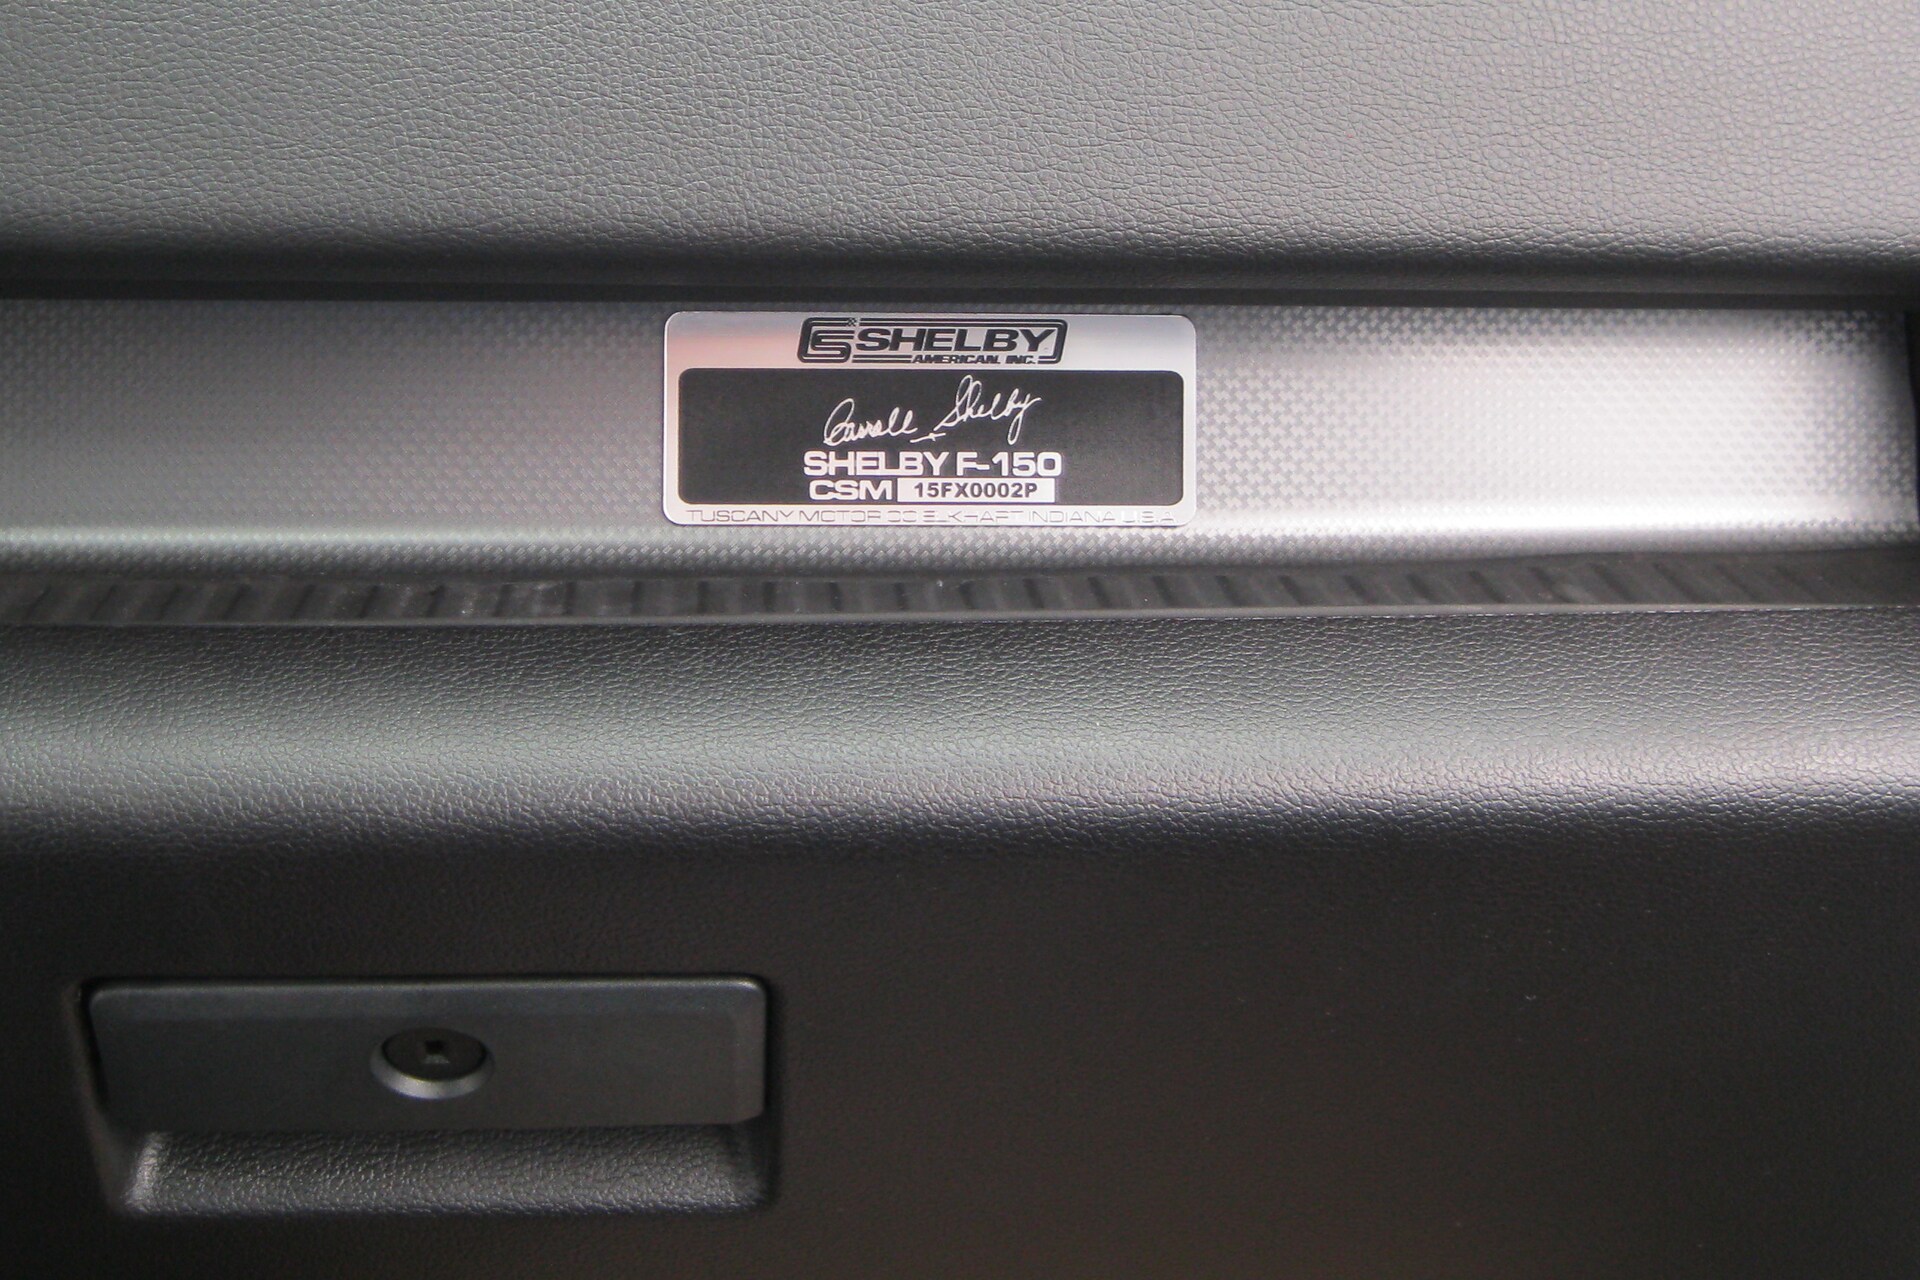 SHELBY
AMERICAN, INC.
Carroll Shelby
SHELBY F-150
CSM 15FX0002P
TUSCANY MOTOR CO ELKHART INDIANA U.S.A